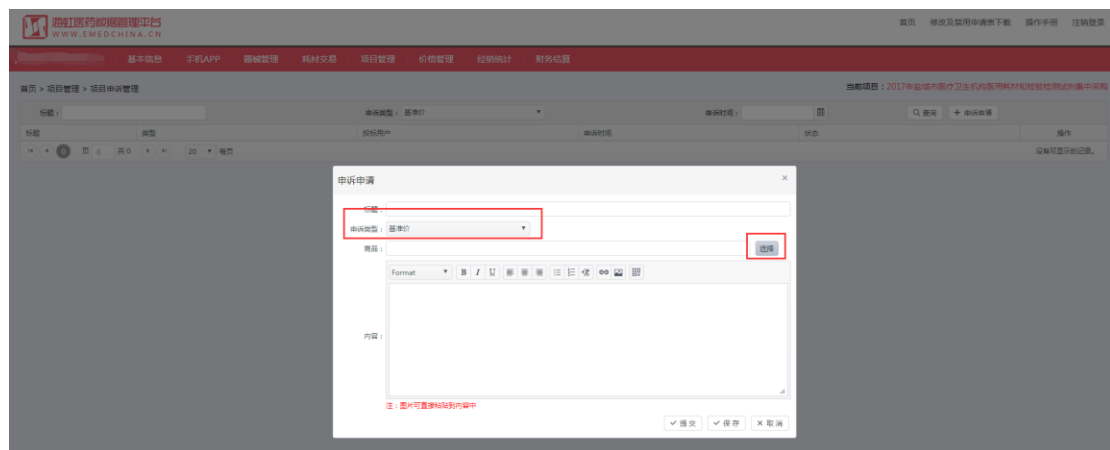 海虹医药数据管理平台 首页 修改及禁用申请表下载 操作手册 注销登录
WWW.EMEDCHINA.CN
基本信息 手机APP 器械管理 耗材交易 项目管理 价格管理 经销统计 财务结算
首页 > 项目管理 > 项目申诉管理 当前项目：2017年盐城市医疗卫生机构医用耗材和检验检测试剂集中采购
标题： 申诉类型： 基准价 申诉时间： 查询 + 申诉申请
标题 类型 投标用户 申诉时间 状态 操作
0 页 0 共 0 20 每页 没有可显示的记录。
申诉申请 ×
标题：
申诉类型： 基准价
商品： 选择
Format B I U
内容：
注：图片可直接粘贴到内容中
提交 保存 取消